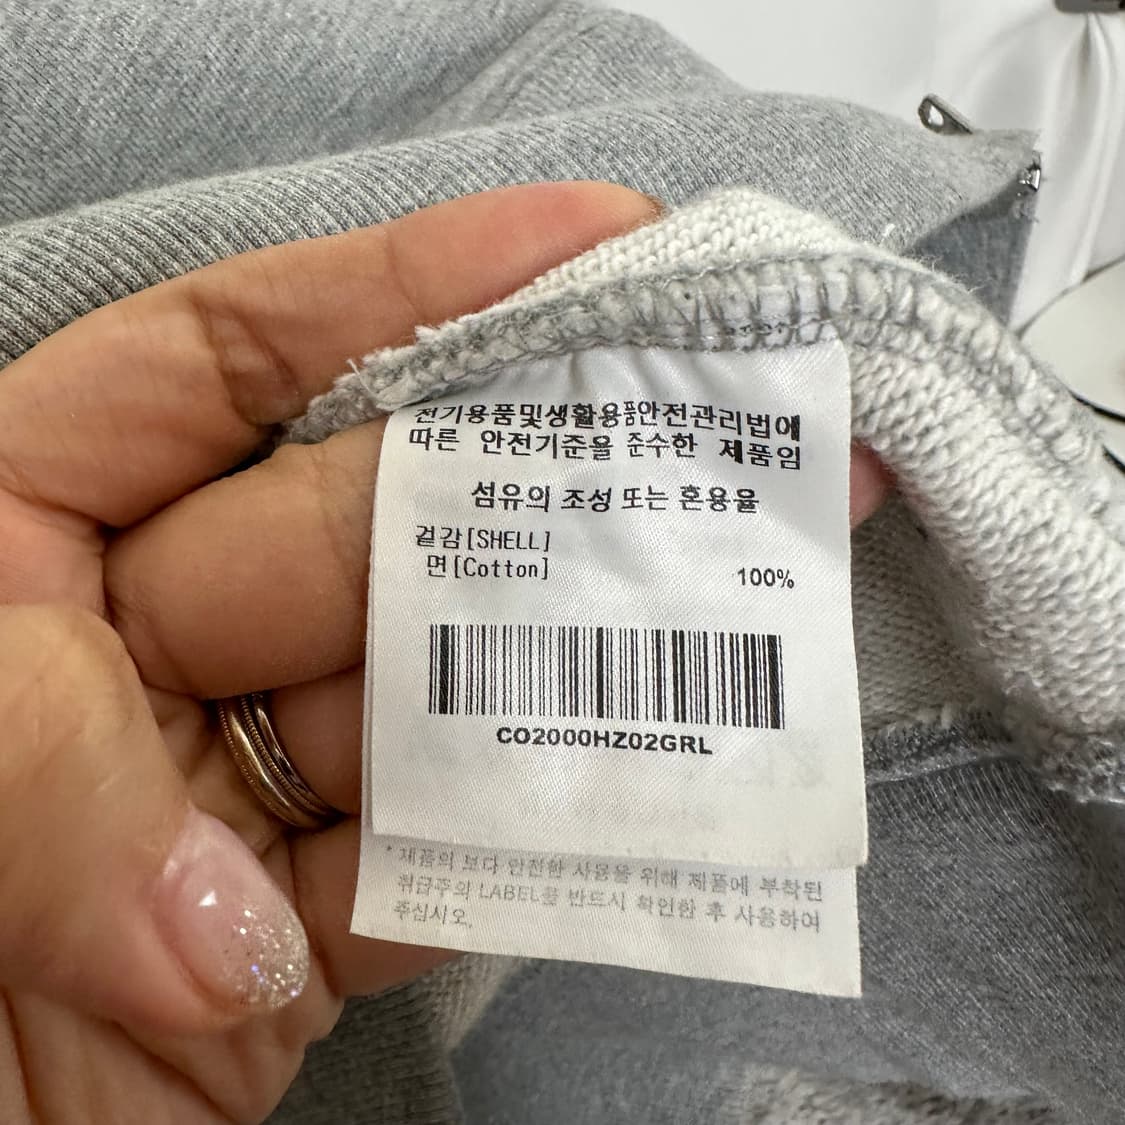 전기용품및생활용품안전관리법에
따른 안전기준을 준수한 제품임
섬유의 조성 또는 혼용율
겉감[SHELL]
면[Cotton] 100%
CO2000HZ02GRL
* 제품의 보다 안전한 사용을 위해 제품에 부착된
취급주의 LABEL을 반드시 확인한 후 사용하여
주십시오.